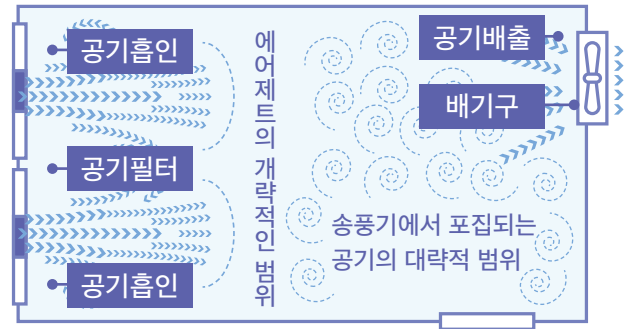 공기흡인
공기필터
공기흡인
에어제트의 개략적인 범위
공기배출
배기구
송풍기에서 포집되는
공기의 대략적 범위